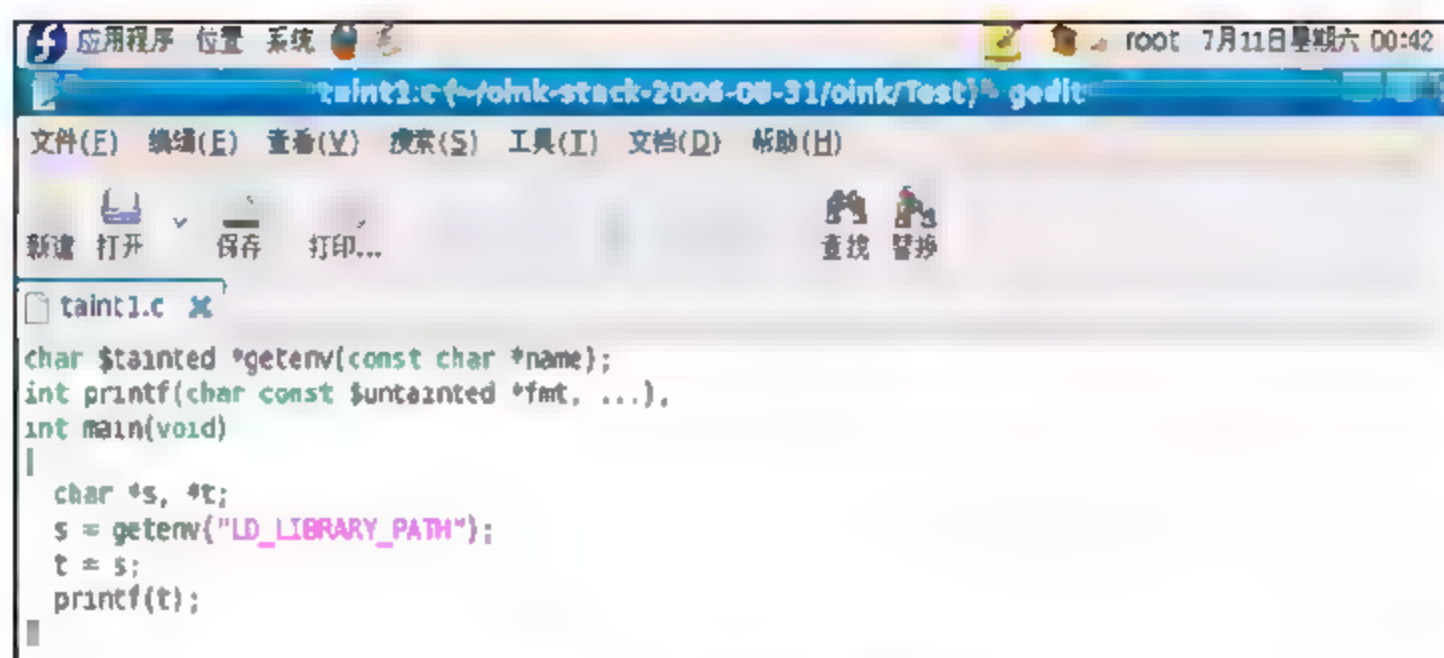 应用程序 位置 系统 root 7月11日星期六 00:42
taint1.c (~/oink-stack-2006-08-31/oink/Test) - gedit
文件(F) 编辑(E) 查看(V) 搜索(S) 工具(T) 文档(D) 帮助(H)
新建 打开 保存 打印... 查找 替换
taint1.c
char $tainted *getenv(const char *name);
int printf(char const $untainted *fmt, ...);
int main(void)
{
char *s, *t;
s = getenv("LD_LIBRARY_PATH");
t = s;
printf(t);
}